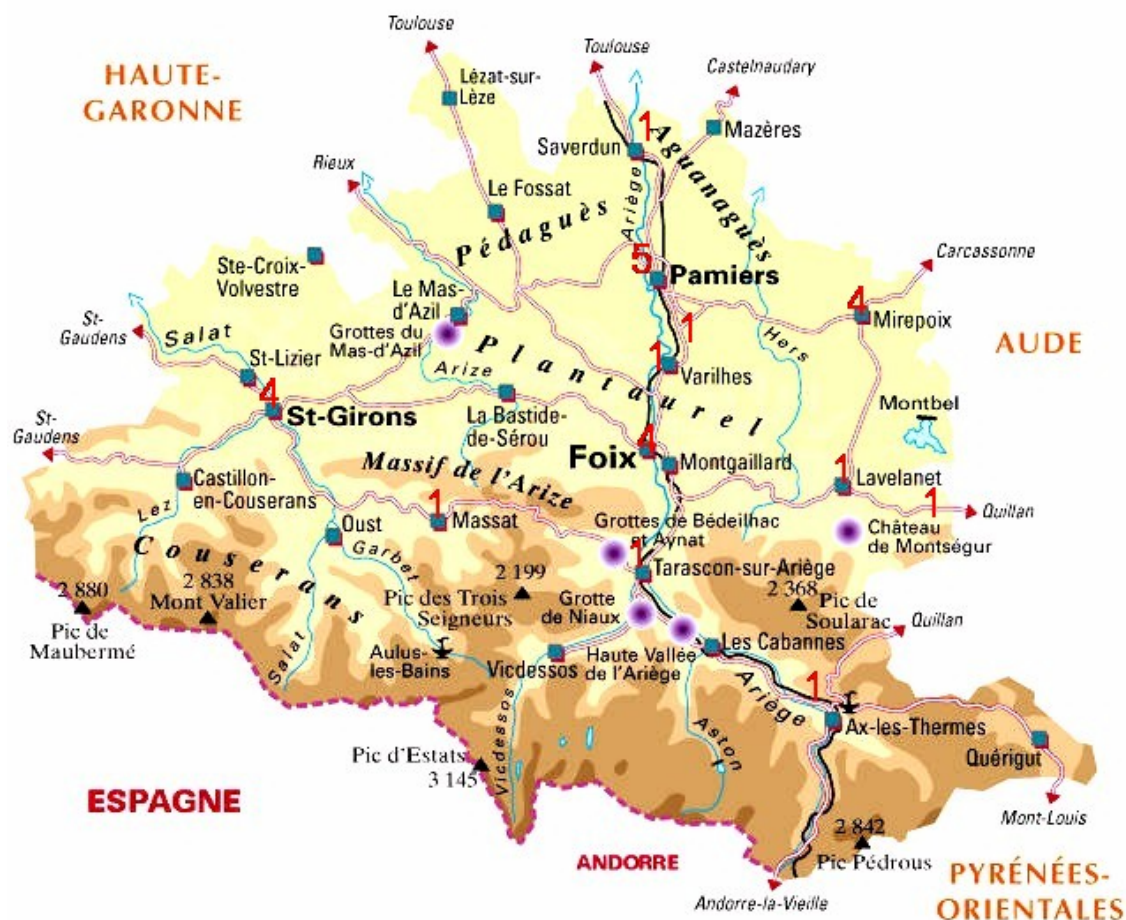 Toulouse
Toulouse
Castelnaudary
HAUTE-
GARONNE
Lézat-sur-
Lèze
Mazères
1
Saverdun
Aguanaguès
Rieux
Le Fossat
Ariège
Pédaguès
Ste-Croix-
Volvestre
5
Pamiers
Carcassonne
Le Mas-
d'Azil
4
Mirepoix
St-
Gaudens
Salat
Grottes du
Mas-d'Azil
1
Plantaurel
Hers
AUDE
St-Lizier
Arize
1
Varilhes
4
St-Girons
La Bastide-
de-Sérou
Montbel
St-
Gaudens
4
Foix
Montgaillard
Massif de l'Arize
1
Lavelanet
Castillon-
en-Couserans
1
Quillan
Lez
1
Massat
Oust
Grottes de Bédeilhac
et Aynat
Château
de Montségur
Couserans
Garbet
1
Tarascon-sur-Ariège
2 880
Pic de
Maubermé
2 838
Mont Valier
2 199
Pic des Trois
Seigneurs
Grotte
de Niaux
2 368
Pic de
Soularac
Quillan
Salat
Aulus-
les-Bains
Vicdessos
Haute Vallée
de l'Ariège
Les Cabannes
1
Ariège
Ax-les-Thermes
Vicdessos
Aston
Quérigut
Pic d'Estats
3 145
ESPAGNE
Mont-Louis
2 842
Pic Pédrous
ANDORRE
Andorre-la-Vieille
PYRÉNÉES-
ORIENTALES